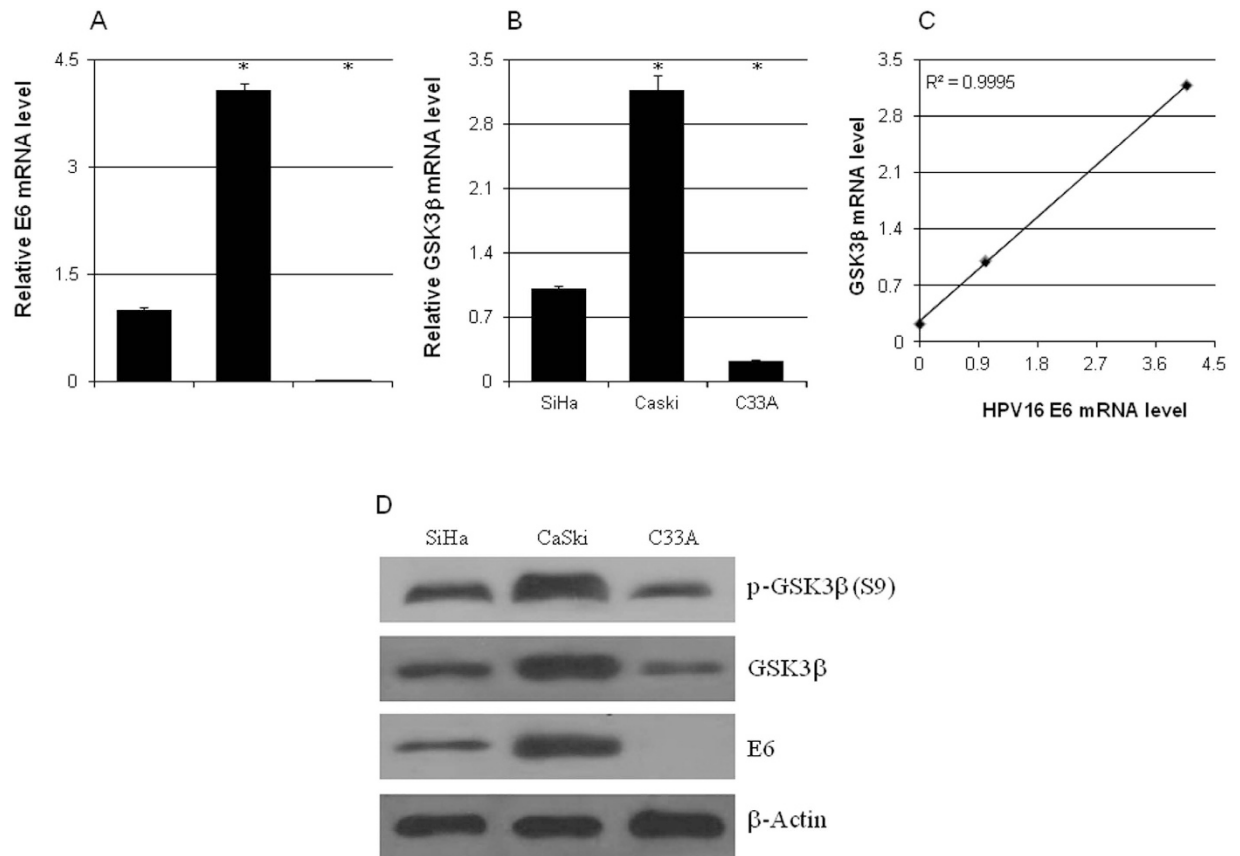 A
Relative E6 mRNA level
4.5
3
1.5
0
*
*
B
Relative GSK3β mRNA level
3.5
2.8
2.1
1.4
0.7
0
*
*
SiHa
Caski
C33A
C
R² = 0.9995
GSK3β mRNA level
3.5
2.8
2.1
1.4
0.7
0
0 0.9 1.8 2.7 3.6 4.5
HPV16 E6 mRNA level
D
SiHa CaSki C33A
p-GSK3β (S9)
GSK3β
E6
β-Actin